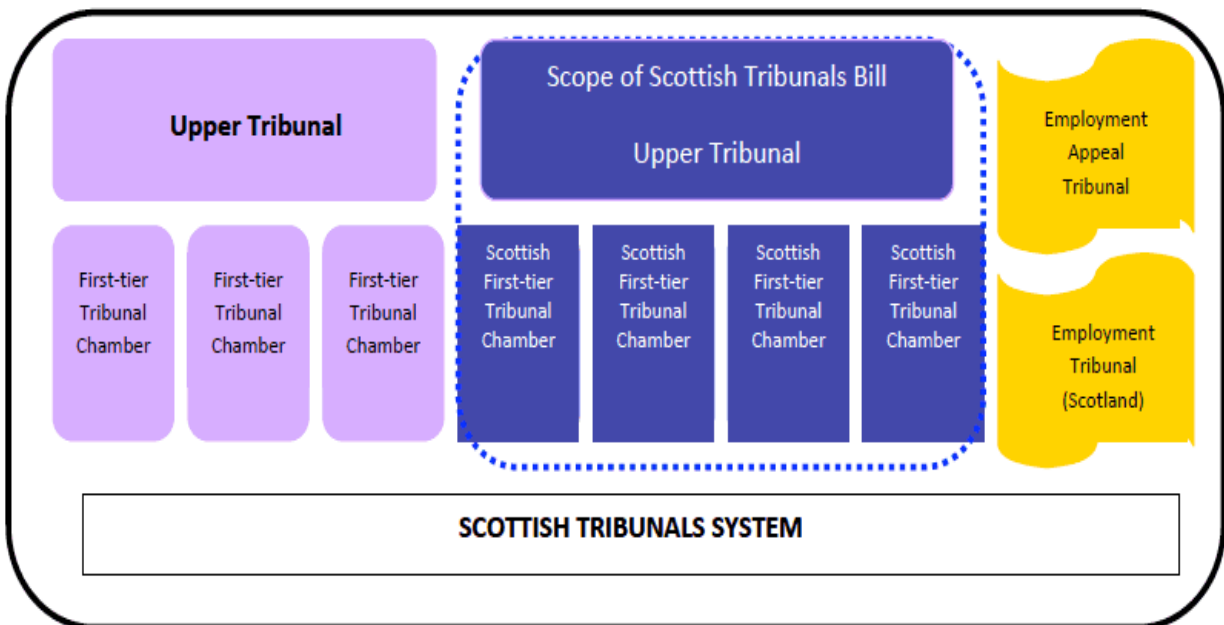 Upper Tribunal
Scope of Scottish Tribunals Bill
Upper Tribunal
Employment
Appeal
Tribunal
First-tier
Tribunal
Chamber
First-tier
Tribunal
Chamber
First-tier
Tribunal
Chamber
Scottish
First-tier
Tribunal
Chamber
Scottish
First-tier
Tribunal
Chamber
Scottish
First-tier
Tribunal
Chamber
Scottish
First-tier
Tribunal
Chamber
Employment
Tribunal
(Scotland)
SCOTTISH TRIBUNALS SYSTEM